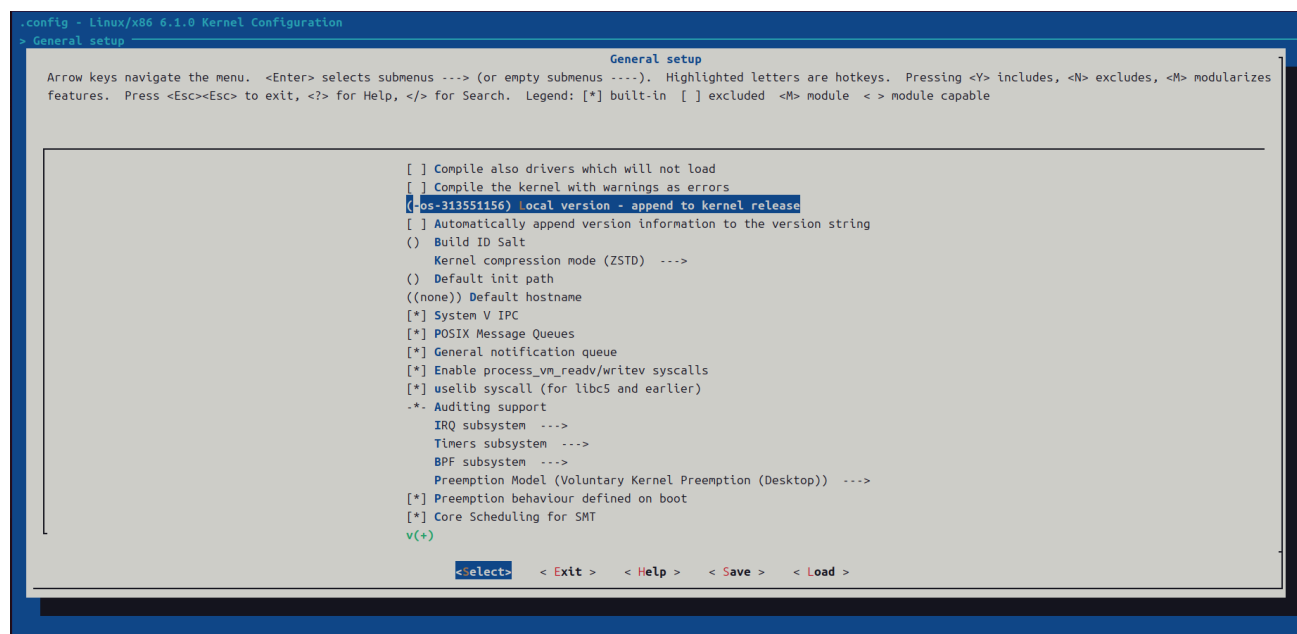 .config - Linux/x86 6.1.0 Kernel Configuration
> General setup
General setup
Arrow keys navigate the menu.  <Enter> selects submenus ---> (or empty submenus ----).  Highlighted letters are hotkeys.  Pressing <Y> includes, <N> excludes, <M> modularizes
features.  Press <Esc><Esc> to exit, <?> for Help, </> for Search.  Legend: [*] built-in  [ ] excluded  <M> module  < > module capable
[ ] Compile also drivers which will not load
[ ] Compile the kernel with warnings as errors
(-os-313551156) Local version - append to kernel release
[ ] Automatically append version information to the version string
()  Build ID Salt
Kernel compression mode (ZSTD)  --->
()  Default init path
((none)) Default hostname
[*] System V IPC
[*] POSIX Message Queues
[*] General notification queue
[*] Enable process_vm_readv/writev syscalls
[*] uselib syscall (for libc5 and earlier)
-*- Auditing support
IRQ subsystem  --->
Timers subsystem  --->
BPF subsystem  --->
Preemption Model (Voluntary Kernel Preemption (Desktop))  --->
[*] Preemption behaviour defined on boot
[*] Core Scheduling for SMT
v(+)
<Select>    < Exit >    < Help >    < Save >    < Load >